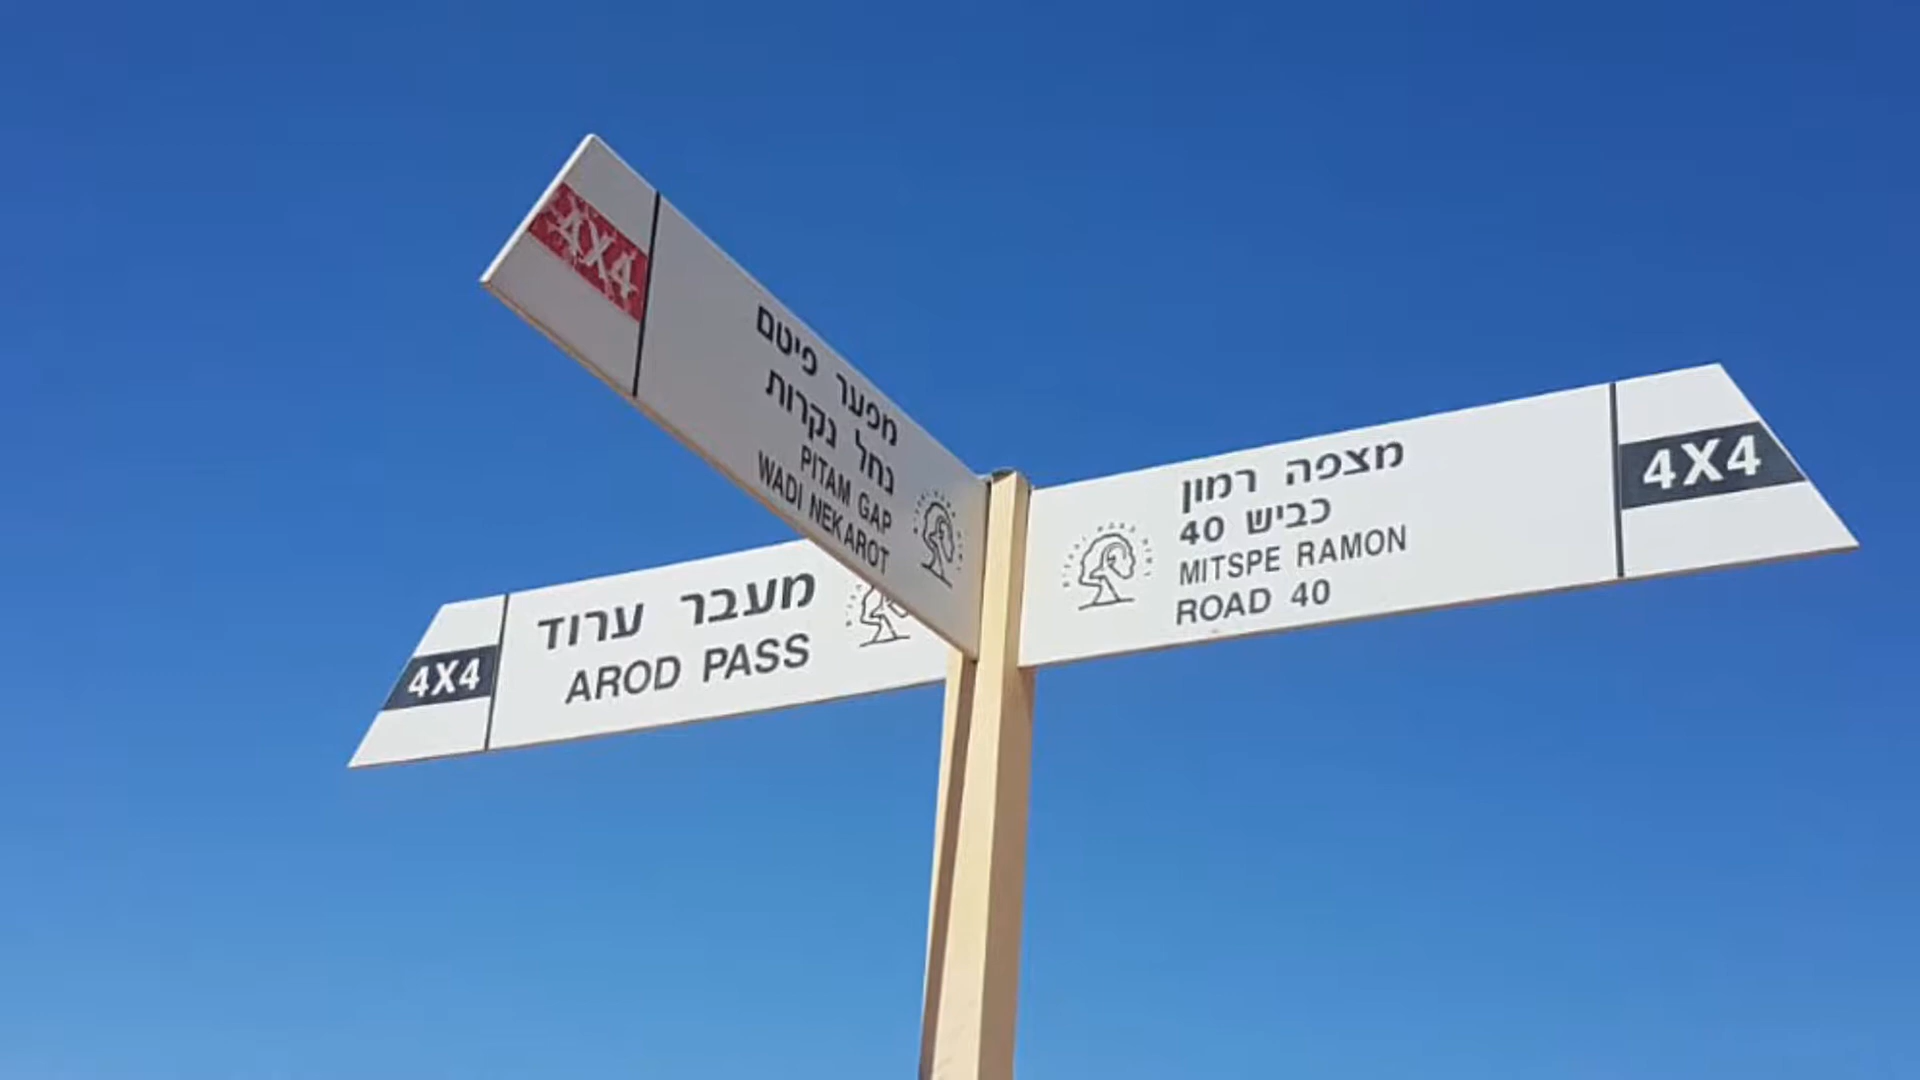 4X4
מפער פיטם
נחל נקרות
PITAM GAP
WADI NEKAROT
מצפה רמון
כביש 40
MITSPE RAMON
ROAD 40
4X4
מעבר ערוד
AROD PASS
4X4